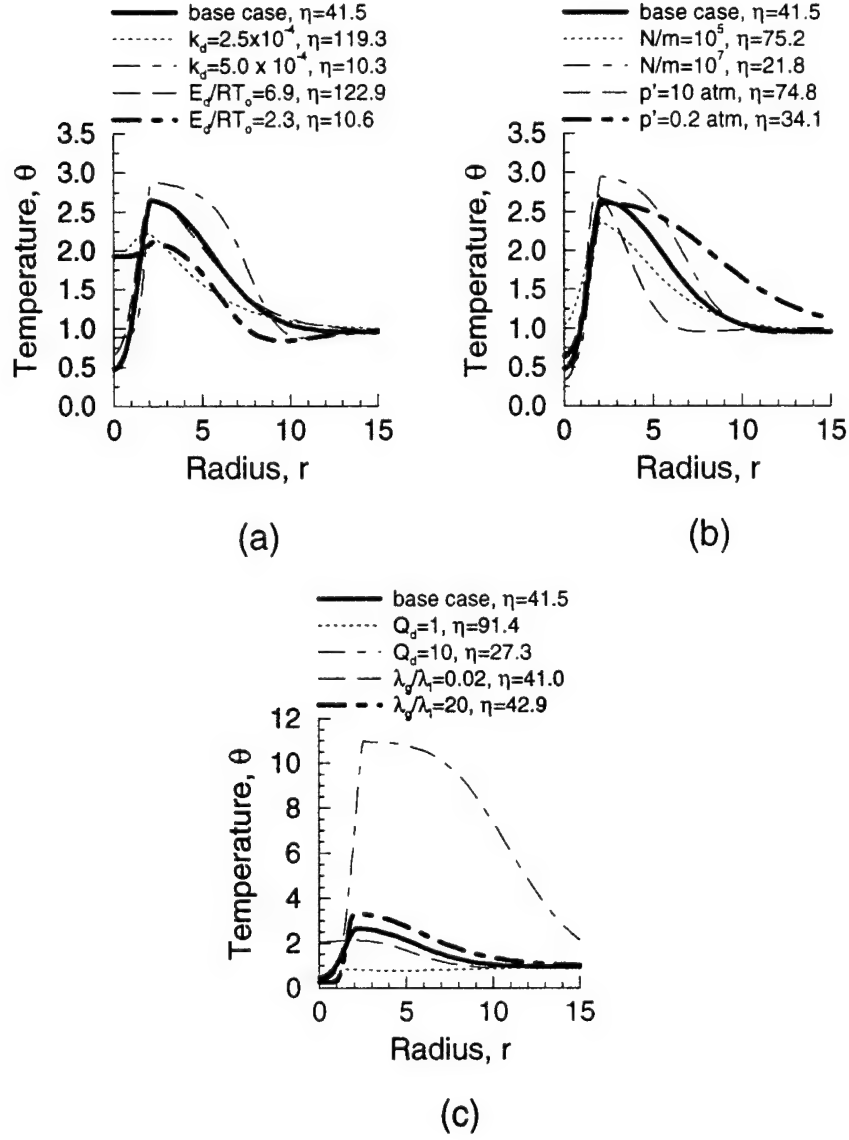 base case, η=41.5
k_d=2.5x10⁻⁴, η=119.3
k_d=5.0 x 10⁻⁴, η=10.3
E_d/RT_o=6.9, η=122.9
E_d/RT_o=2.3, η=10.6
3.5
3.0
2.5
2.0
1.5
1.0
0.5
0.0
Temperature, θ
0 5 10 15
Radius, r
(a)
base case, η=41.5
N/m=10⁵, η=75.2
N/m=10⁷, η=21.8
p'=10 atm, η=74.8
p'=0.2 atm, η=34.1
3.5
3.0
2.5
2.0
1.5
1.0
0.5
0.0
Temperature, θ
0 5 10 15
Radius, r
(b)
base case, η=41.5
Q_d=1, η=91.4
Q_d=10, η=27.3
λ_g/λ_l=0.02, η=41.0
λ_g/λ_l=20, η=42.9
12
10
8
6
4
2
0
Temperature, θ
0 5 10 15
Radius, r
(c)